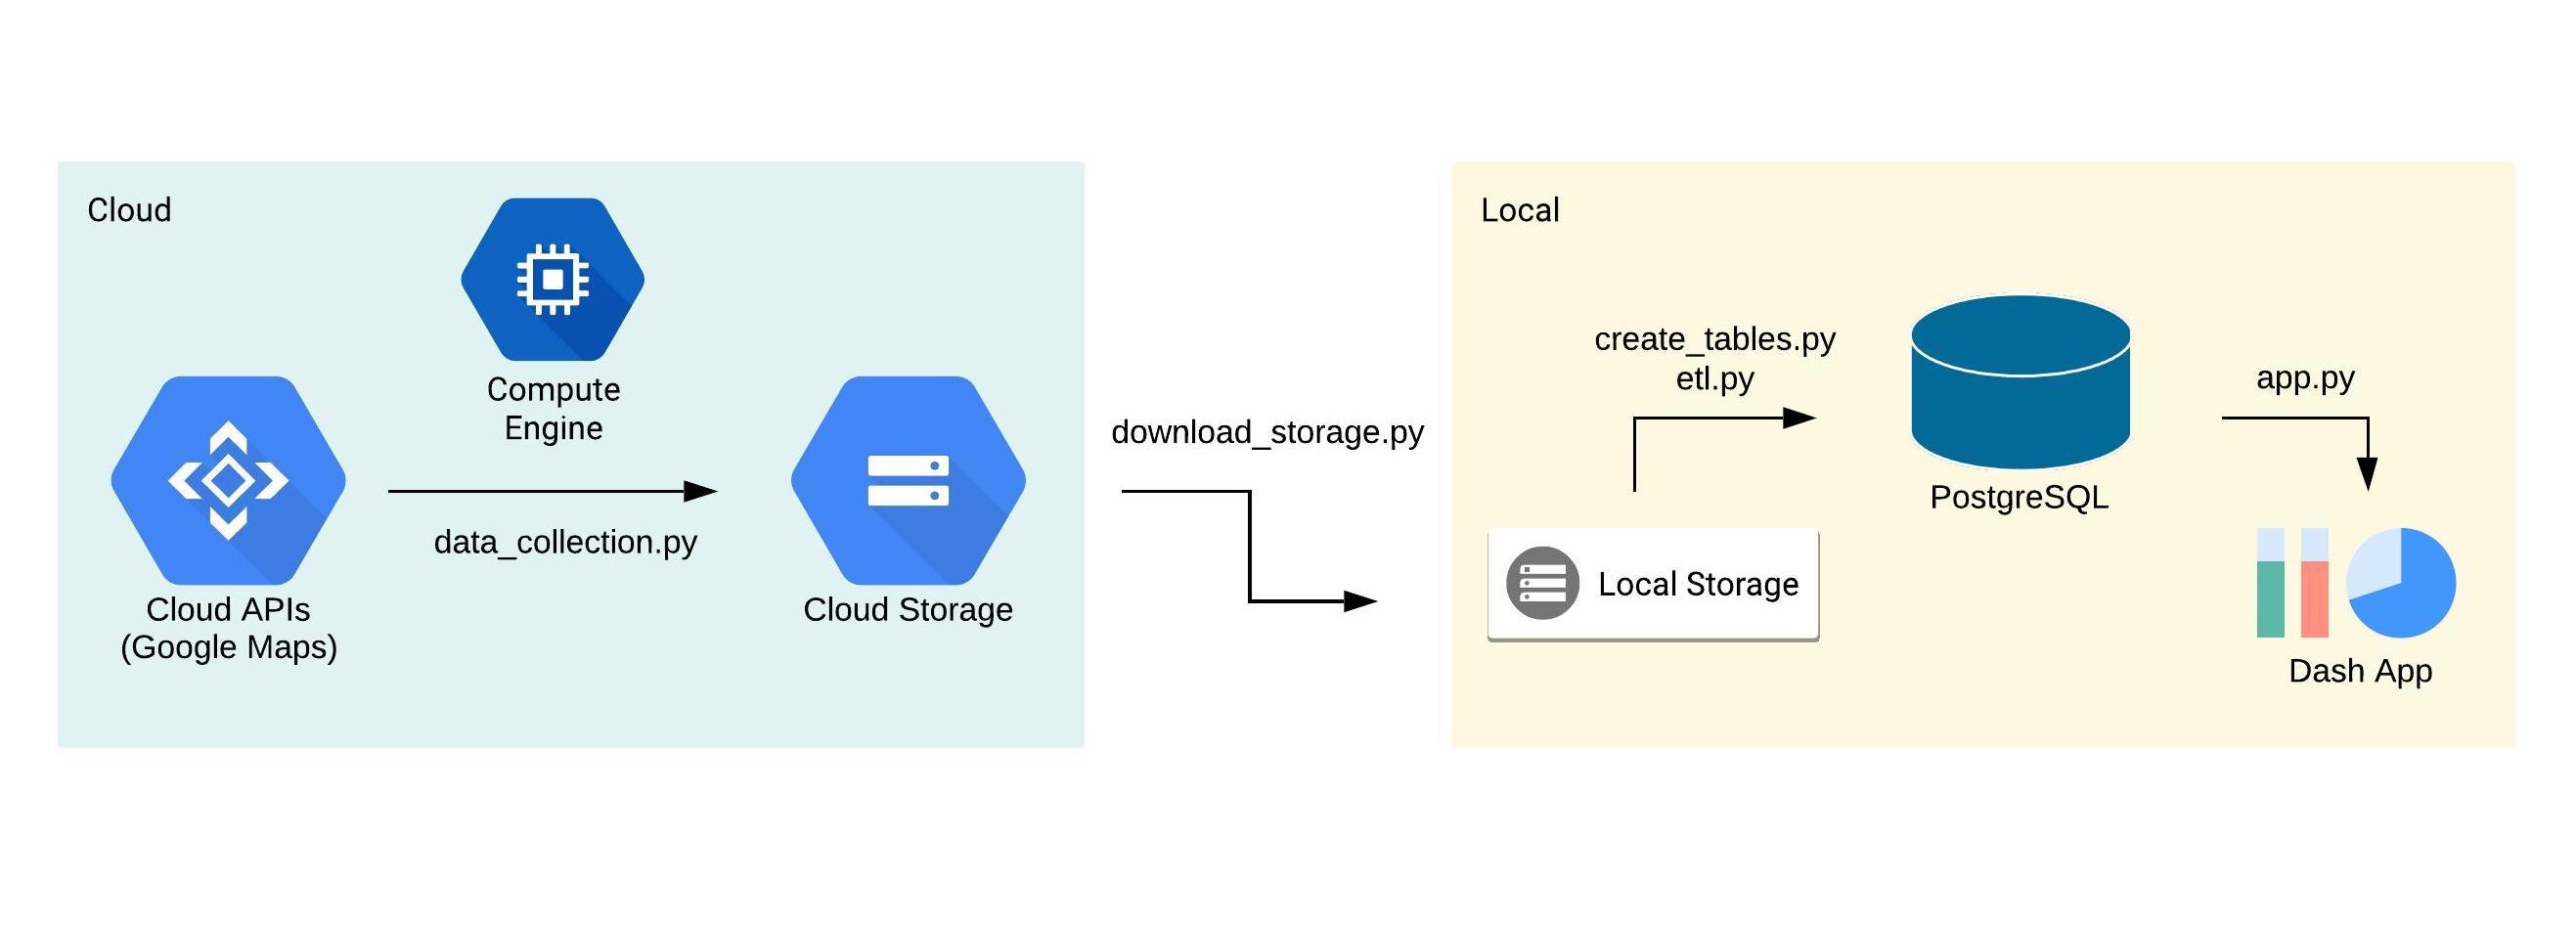 Cloud
Compute
Engine
data_collection.py
Cloud APIs
(Google Maps)
Cloud Storage
download_storage.py
Local
create_tables.py
etl.py
Local Storage
PostgreSQL
app.py
Dash App